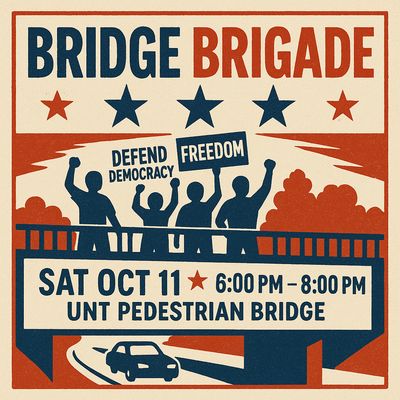 BRIDGE BRIGADE
DEFEND
DEMOCRACY
FREEDOM
SAT OCT 11 ★ 6:00 PM – 8:00 PM
UNT PEDESTRIAN BRIDGE